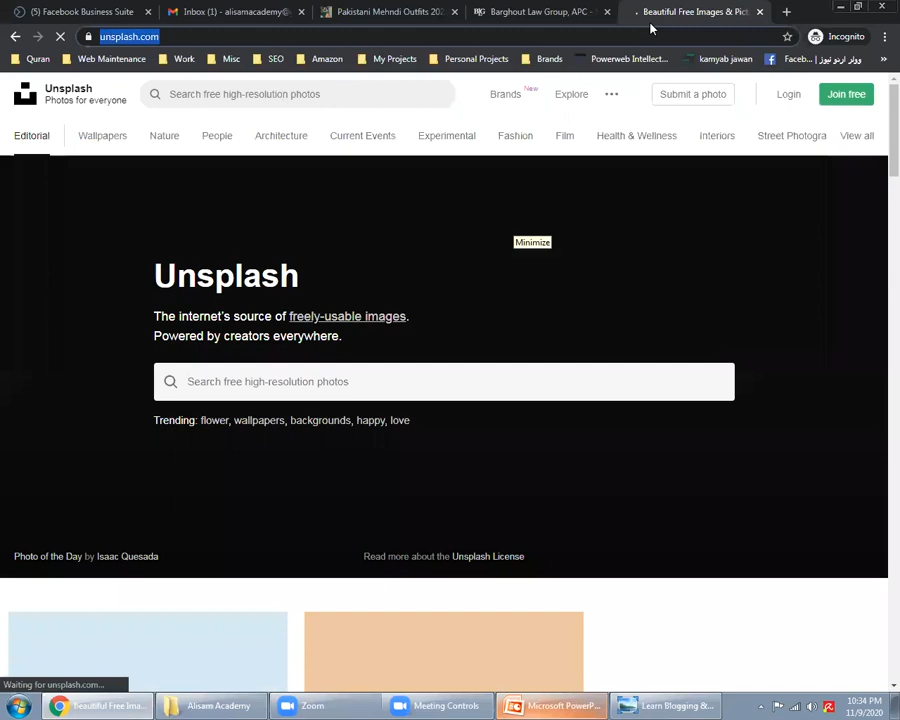 (5) Facebook Business Suite
Inbox (1) - alisamacademy@
Pakistani Mehndi Outfits 202
Barghout Law Group, APC -
Beautiful Free Images & Pict
unsplash.com
Incognito
Quran
Web Maintenance
Work
Misc
SEO
Amazon
My Projects
Personal Projects
Brands
Powerweb Intellect...
kamyab jawan
Faceb... | وولر اردو نیوز
Unsplash
Photos for everyone
Search free high-resolution photos
Brands New
Explore
Submit a photo
Login
Join free
Editorial
Wallpapers
Nature
People
Architecture
Current Events
Experimental
Fashion
Film
Health & Wellness
Interiors
Street Photogra
View all
Minimize
Unsplash
The internet's source of freely-usable images.
Powered by creators everywhere.
Search free high-resolution photos
Trending: flower, wallpapers, backgrounds, happy, love
Photo of the Day by Isaac Quesada
Read more about the Unsplash License
Waiting for unsplash.com...
Beautiful Free Ima...
Alisam Academy
Zoom
Meeting Controls
Microsoft PowerP...
Learn Blogging &...
10:34 PM
11/9/2020